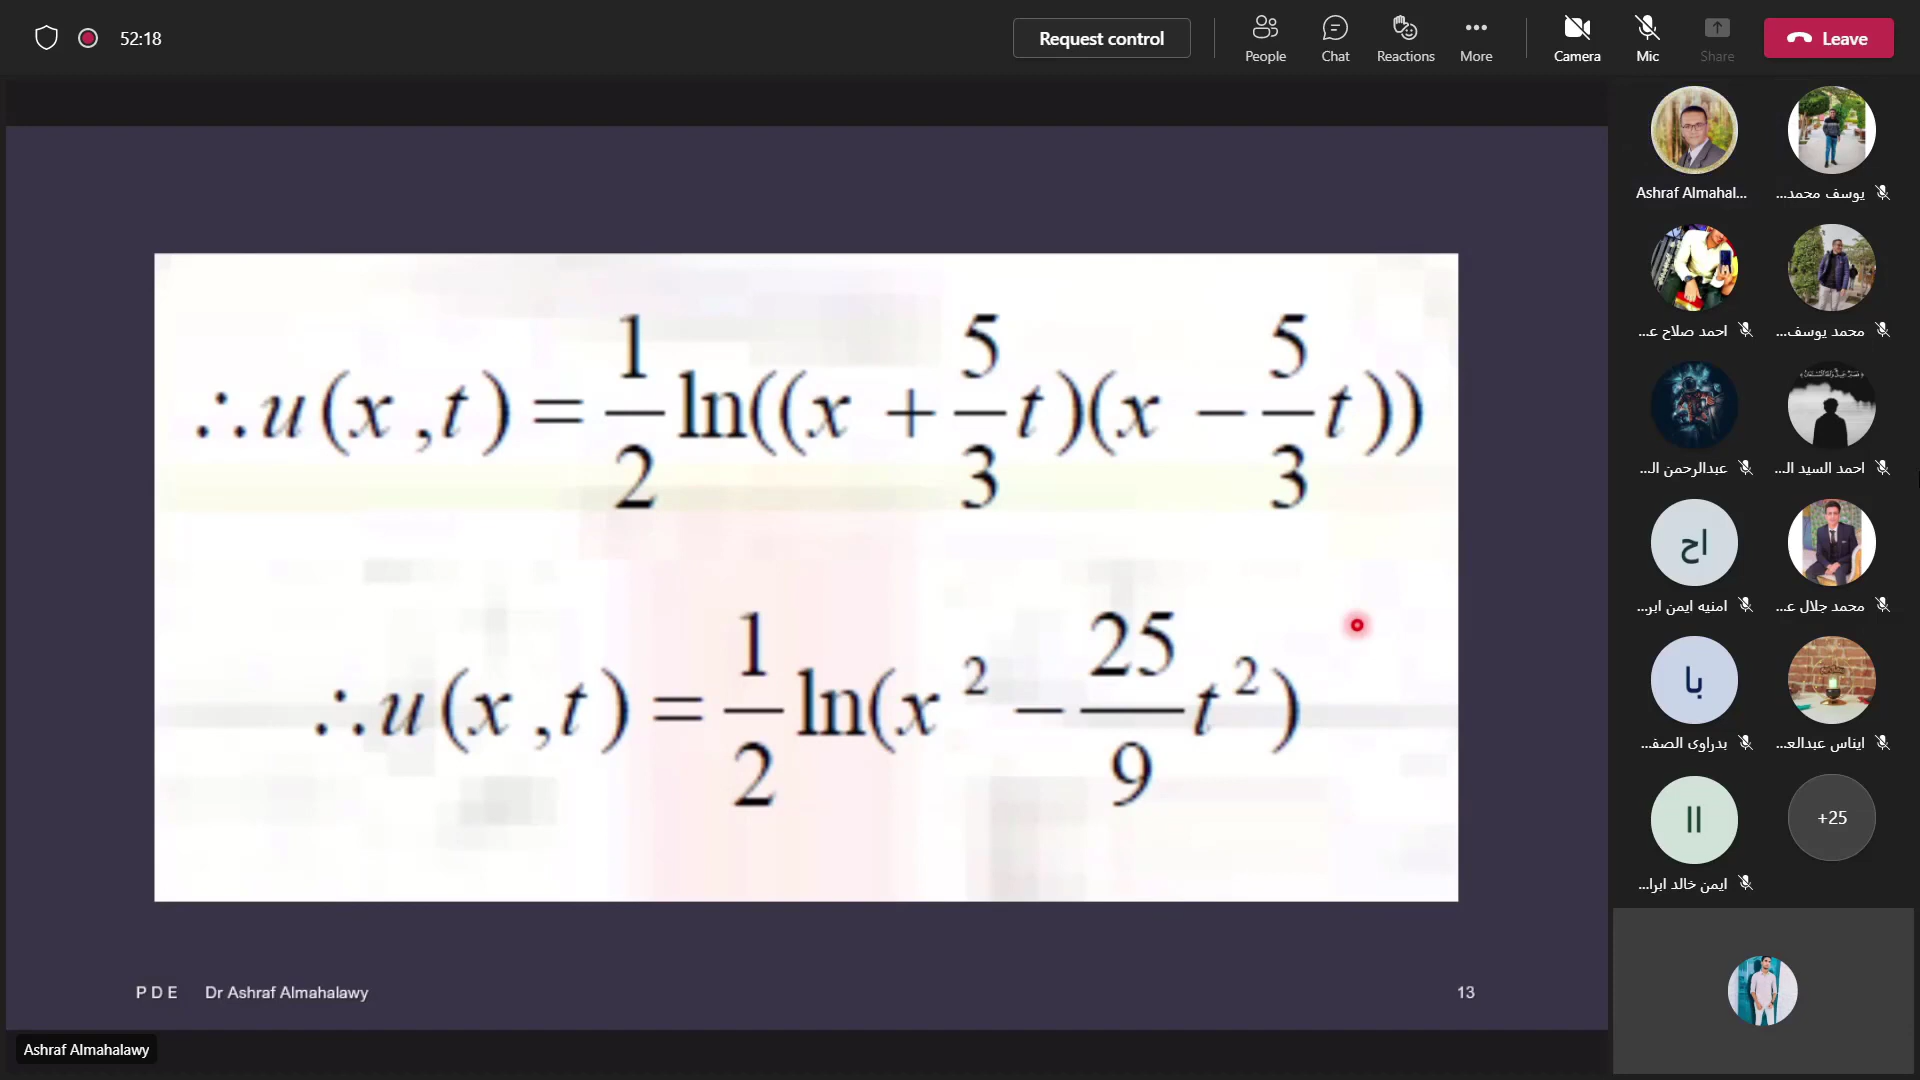 52:18
Request control
People
Chat
Reactions
More
Camera
Mic
Share
Leave
Ashraf Almahal...
يوسف محمد...
احمد صلاح ع...
محمد يوسف...
عبدالرحمن ال...
احمد السيد ال...
اح
امنيه ايمن ابر...
محمد جلال ع...
با
بدراوى الصف...
ايناس عبدالع...
اا
ايمن خالد ابرا...
+25
∴u(x,t) = 1/2 ln((x + 5/3 t)(x − 5/3 t))
∴u(x,t) = 1/2 ln(x² − 25/9 t²)
PDE Dr Ashraf Almahalawy 13
Ashraf Almahalawy